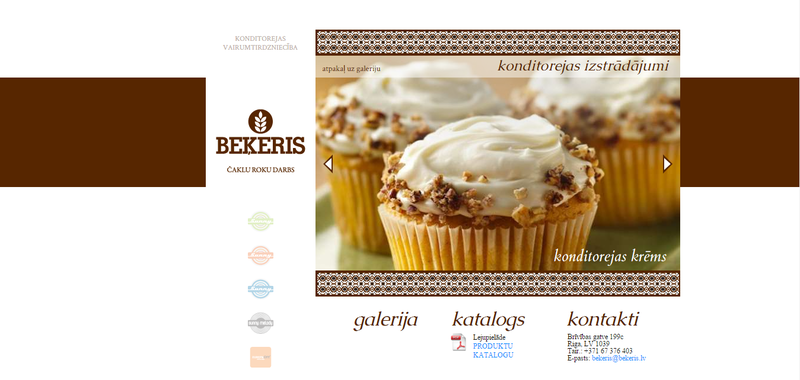 KONDITOREJAS
VAIRUMTIRDZNIECĪBA
BEĶERIS
ČAKLU ROKU DARBS
atpakaļ uz galeriju
konditorejas izstrādājumi
konditorejas krēms
galerija
Lejupielāde
PRODUKTU
KATALOGU
katalogs
kontakti
Brīvības gatve 199c
Rīga, LV 1039
Tālr.: +371 67 376 403
E-pasts: bekeris@bekeris.lv